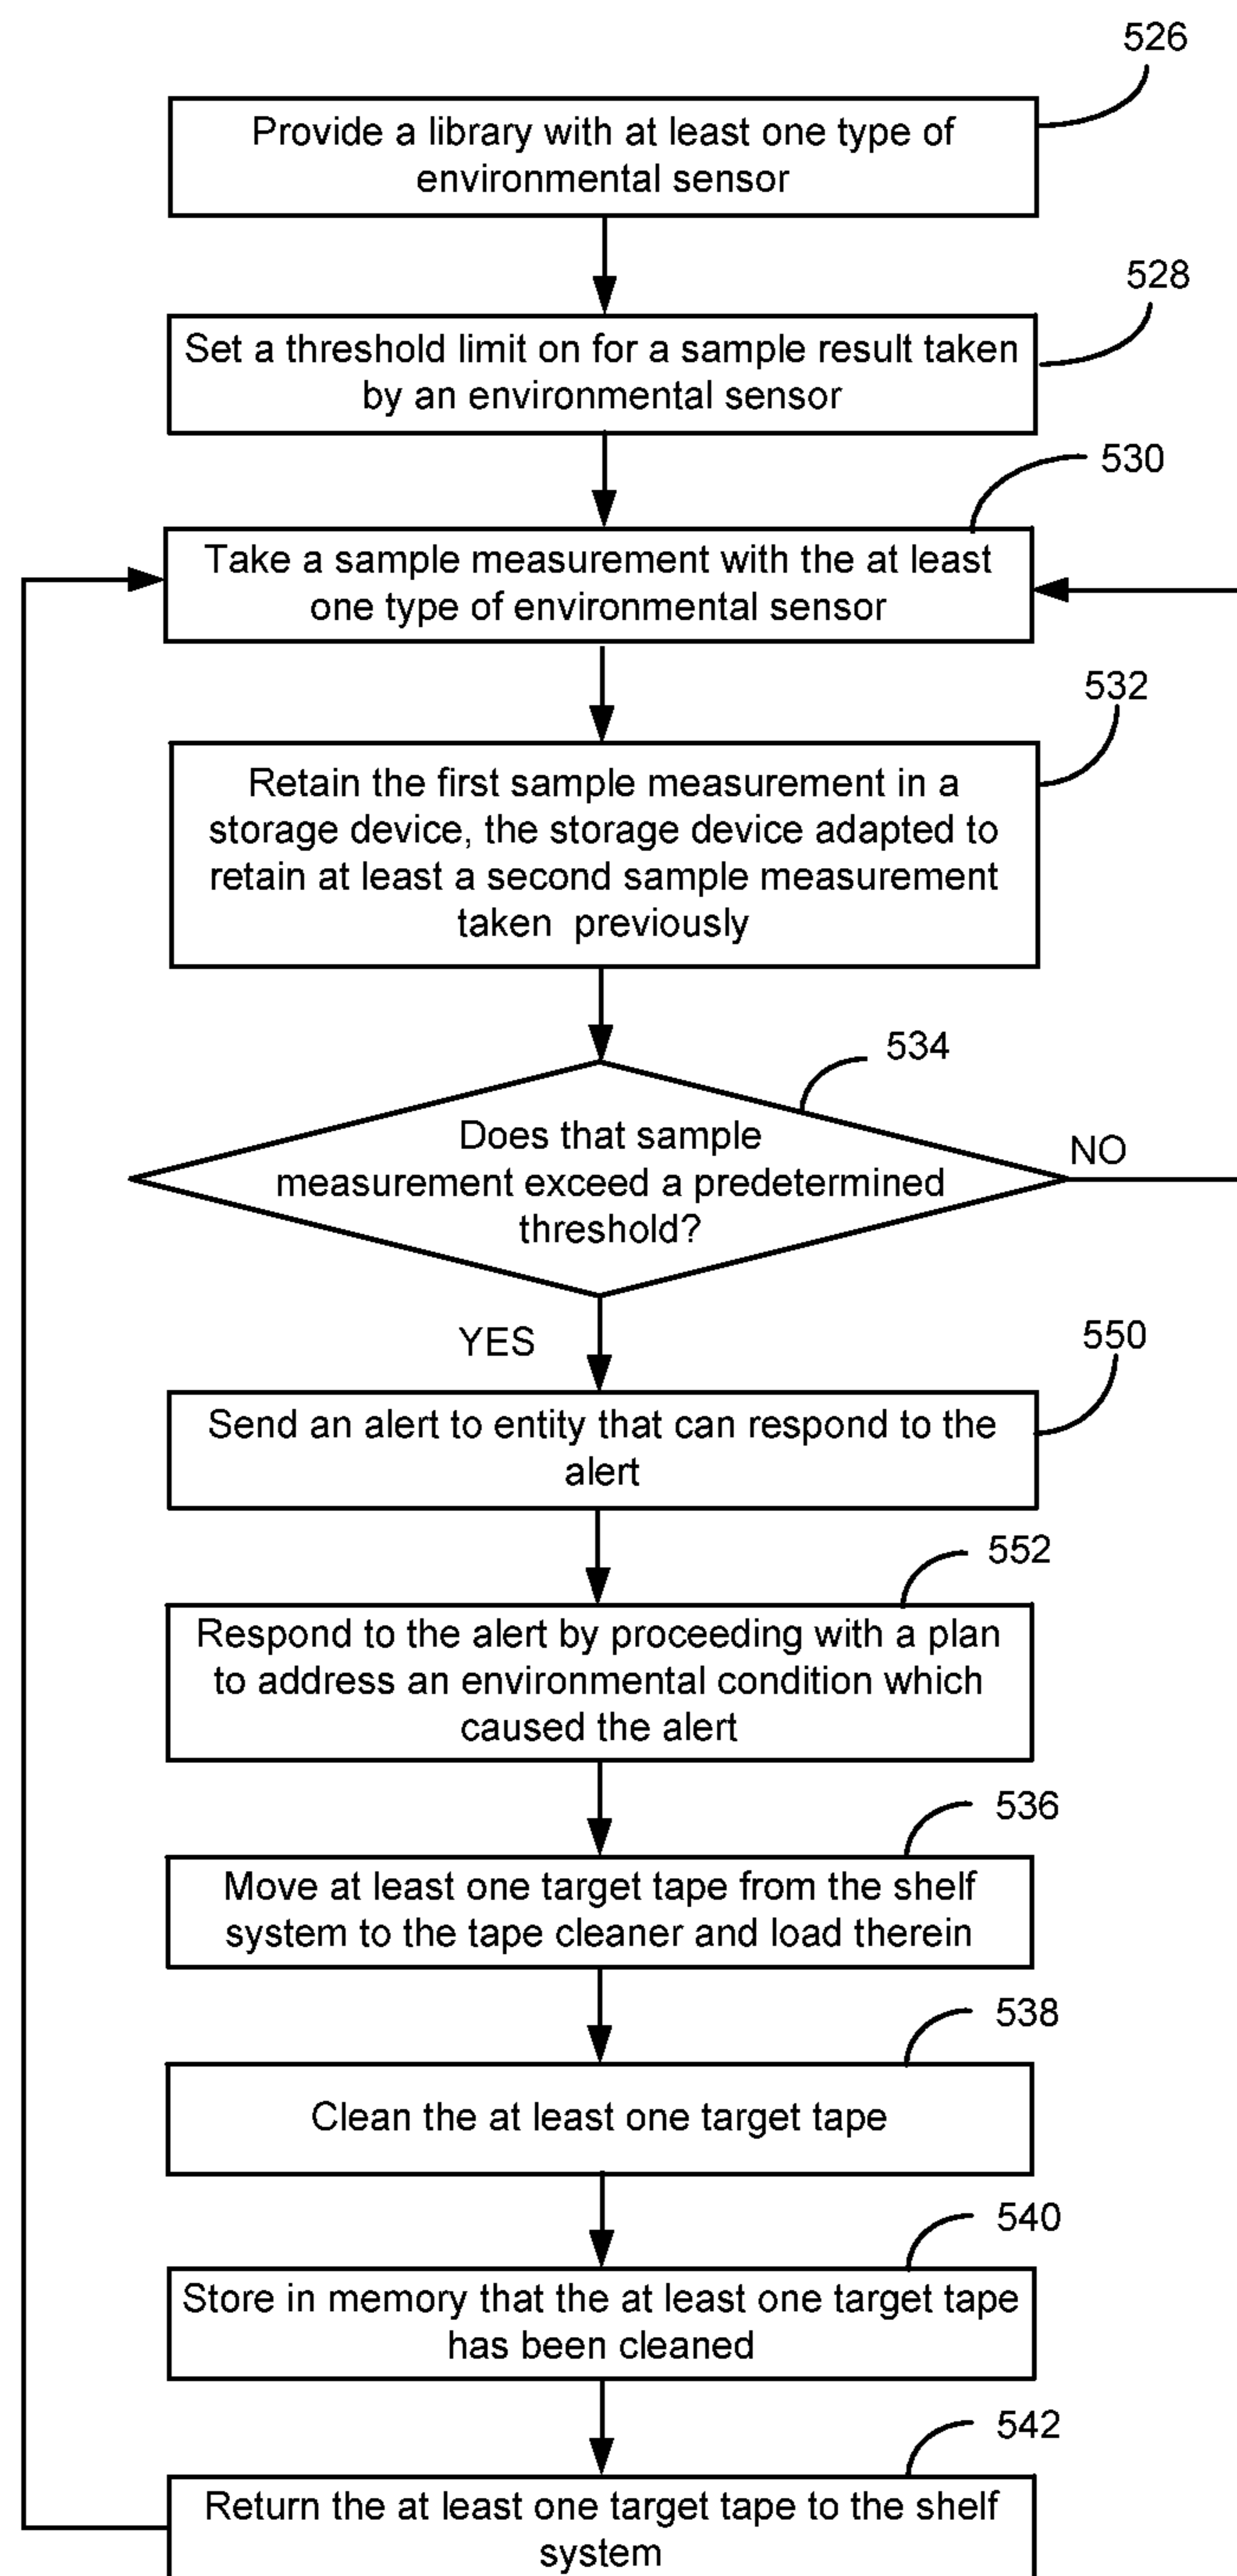 526
Provide a library with at least one type of
environmental sensor
528
Set a threshold limit on for a sample result taken
by an environmental sensor
530
Take a sample measurement with the at least
one type of environmental sensor
532
Retain the first sample measurement in a
storage device, the storage device adapted to
retain at least a second sample measurement
taken  previously
534
Does that sample
measurement exceed a predetermined
threshold?
NO
YES
550
Send an alert to entity that can respond to the
alert
552
Respond to the alert by proceeding with a plan
to address an environmental condition which
caused the alert
536
Move at least one target tape from the shelf
system to the tape cleaner and load therein
538
Clean the at least one target tape
540
Store in memory that the at least one target tape
has been cleaned
542
Return the at least one target tape to the shelf
system